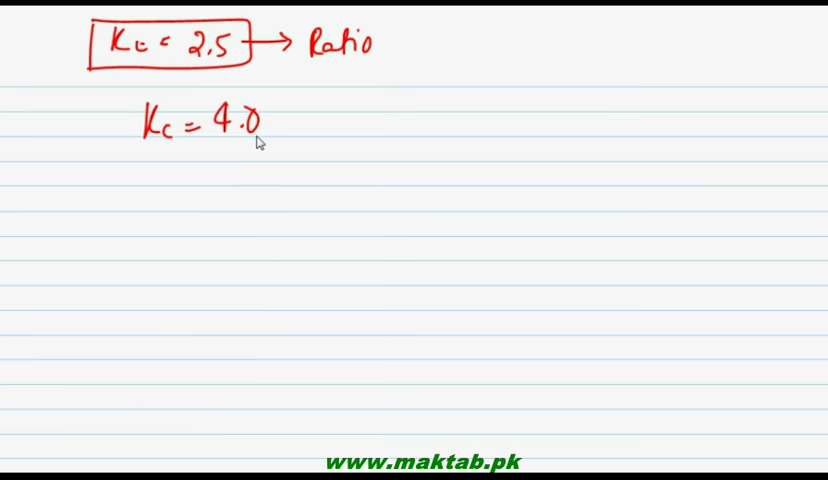 Kc = 2.5 → Ratio
Kc = 4.0
www.maktab.pk